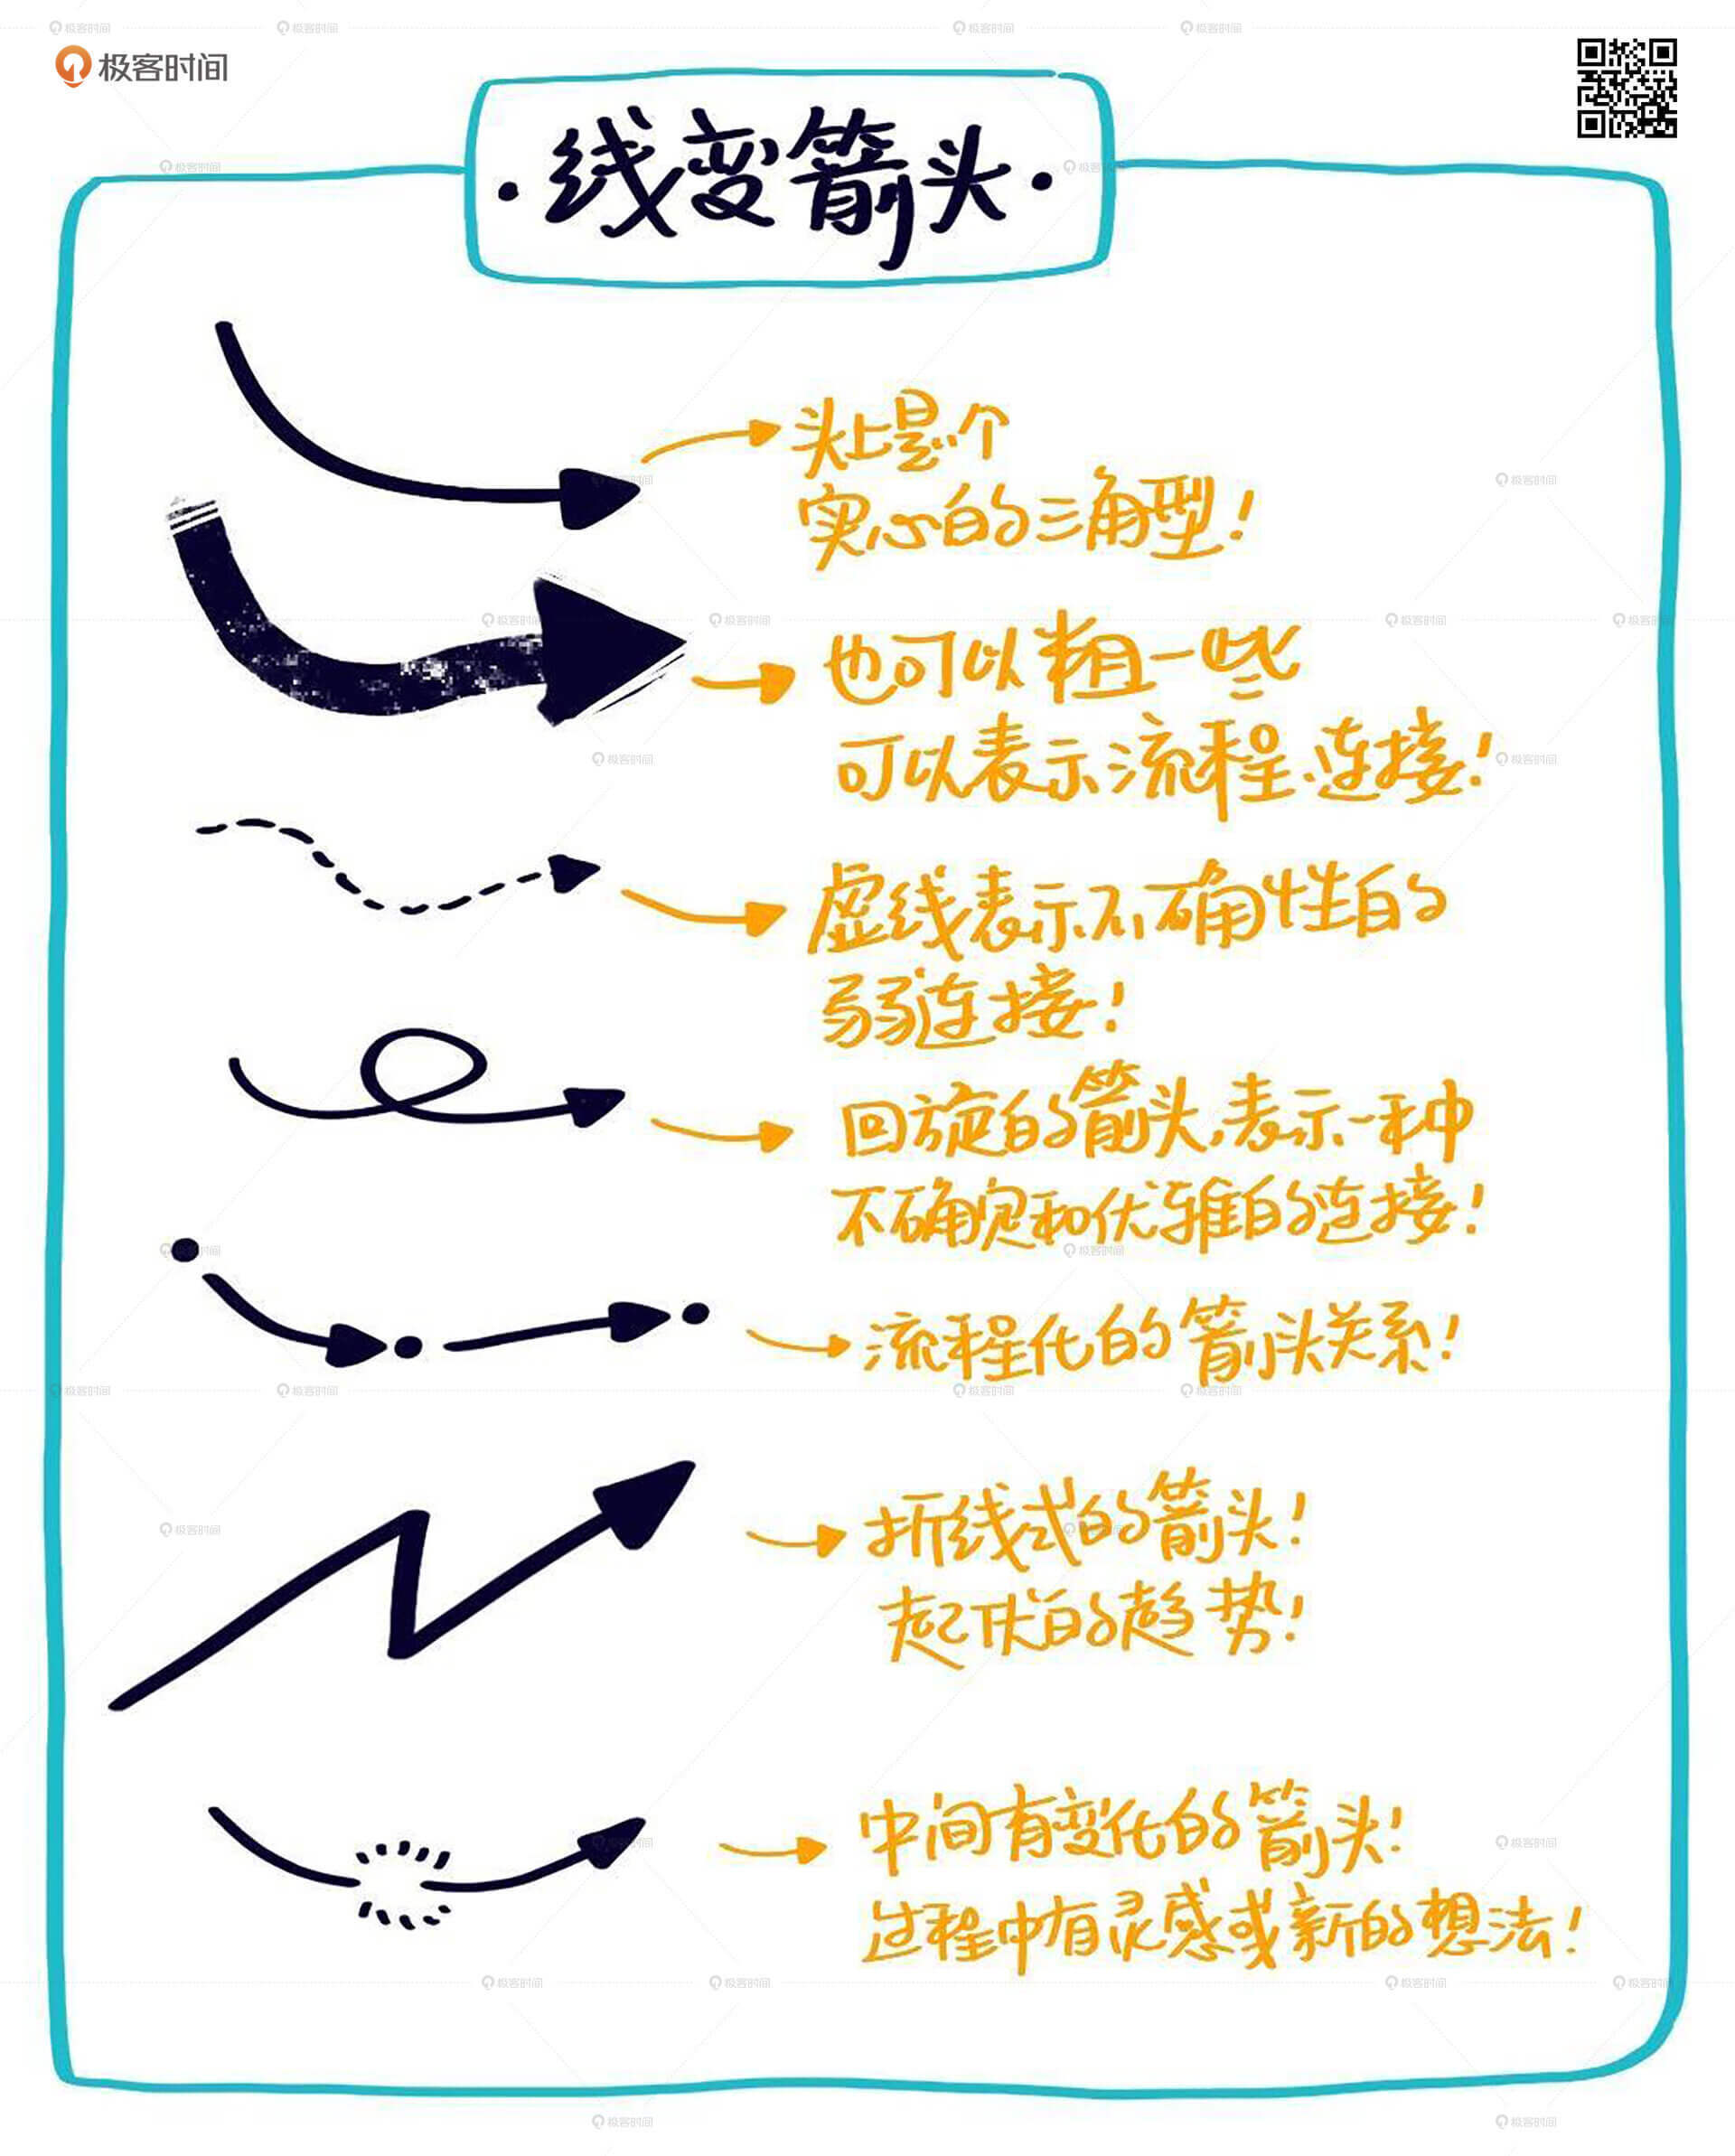 极客时间
·线变箭头·
头上是个
实心的三角型!
也可以粗一些
可以表示流程、连接!
虚线表示不确性的
弱连接!
回旋的箭头,表示一种
不确定和优雅的连接!
流程化的箭头关系!
折线式的箭头!
起伏的趋势!
中间有变化的箭头!
过程中有灵感或新的想法!